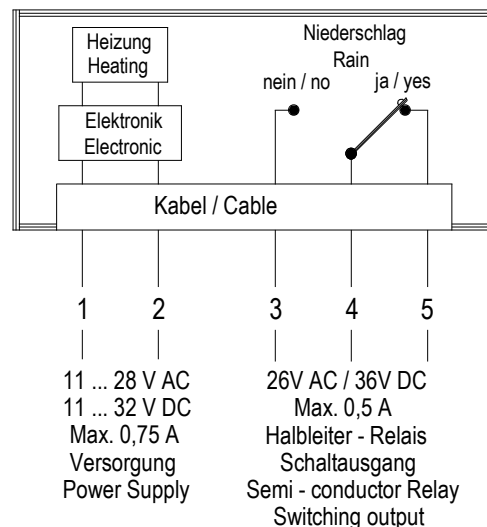 Heizung
Heating
Elektronik
Electronic
Niederschlag
Rain
nein / no
ja / yes
Kabel / Cable
1
2
3
4
5
11 ... 28 V AC
11 ... 32 V DC
Max. 0,75 A
Versorgung
Power Supply
26V AC / 36V DC
Max. 0,5 A
Halbleiter - Relais
Schaltausgang
Semi - conductor Relay
Switching output